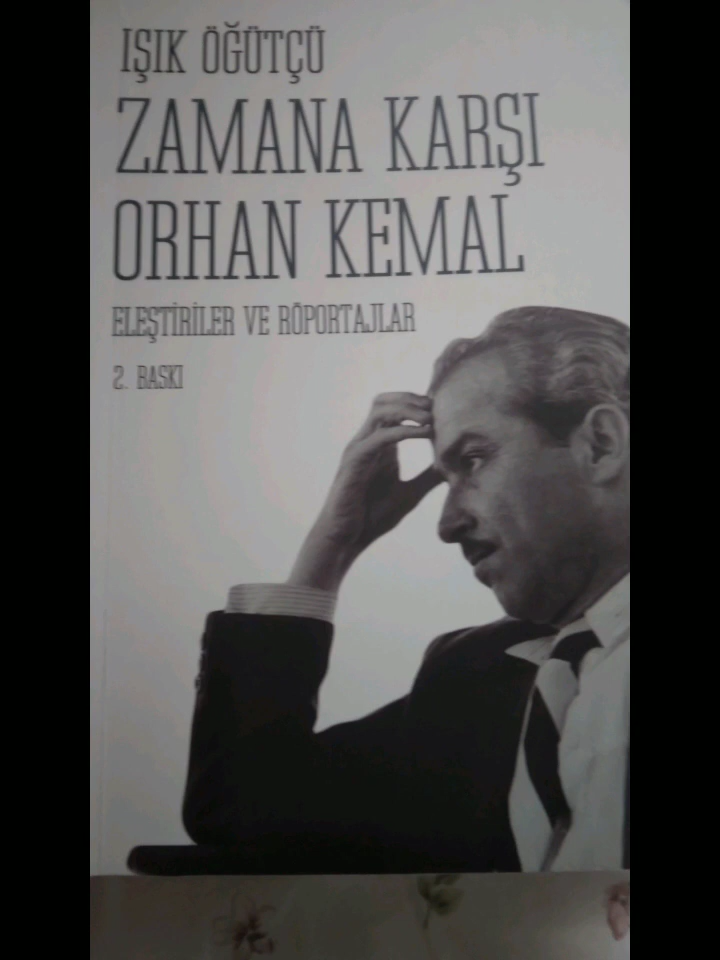 IŞIK ÖĞÜTÇÜ
ZAMANA KARŞI
ORHAN KEMAL
ELEŞTİRİLER VE RÖPORTAJLAR
2. BASKI